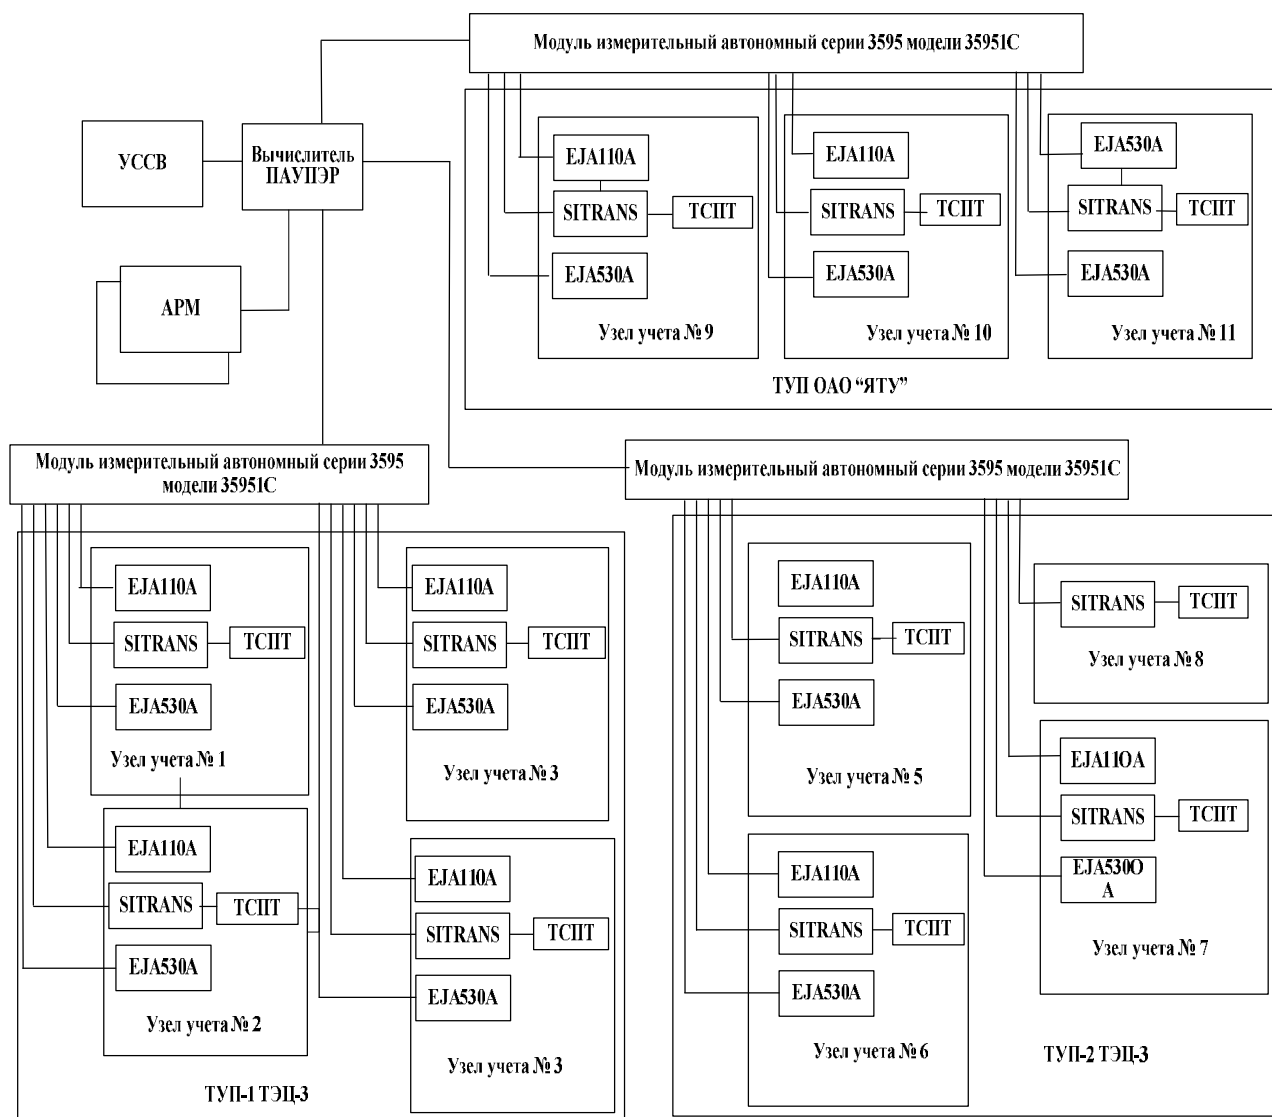 Модуль измерительный автономный серии 3595 модели 35951С
УССВ
Вычислитель
ПАУПЭР
АРМ
EJA110A
SITRANS
ТСПТ
EJA530A
Узел учета № 9
EJA110A
SITRANS
ТСПТ
EJA530A
Узел учета № 10
EJA530A
SITRANS
ТСПТ
EJA530A
Узел учета № 11
ТУП ОАО “ЯТУ”
Модуль измерительный автономный серии 3595
модели 35951С
EJA110A
SITRANS
ТСПТ
EJA530A
Узел учета № 1
EJA110A
SITRANS
ТСПТ
EJA530A
Узел учета № 3
EJA110A
SITRANS
ТСПТ
EJA530A
Узел учета № 2
EJA110A
SITRANS
ТСПТ
EJA530A
Узел учета № 3
ТУП-1 ТЭЦ-3
Модуль измерительный автономный серии 3595 модели 35951С
EJA110A
SITRANS
ТСПТ
EJA530A
Узел учета № 5
SITRANS
ТСПТ
Узел учета № 8
EJA110A
SITRANS
ТСПТ
EJA530A
Узел учета № 6
EJA11OA
SITRANS
ТСПТ
EJA530O
A
Узел учета № 7
ТУП-2 ТЭЦ-3